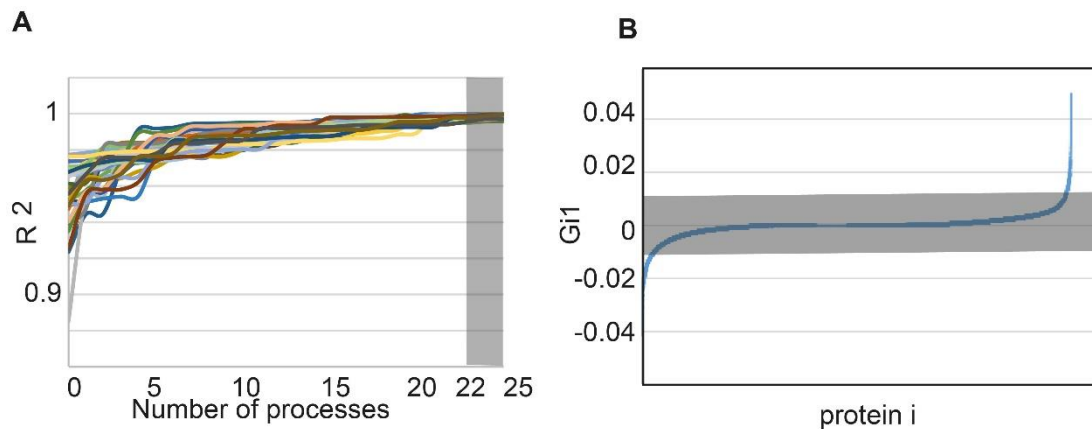 A
1
R 2
0.9
0 5 10 15 20 22 25
Number of processes
B
0.04
0.02
Gi1
0
-0.02
-0.04
protein i